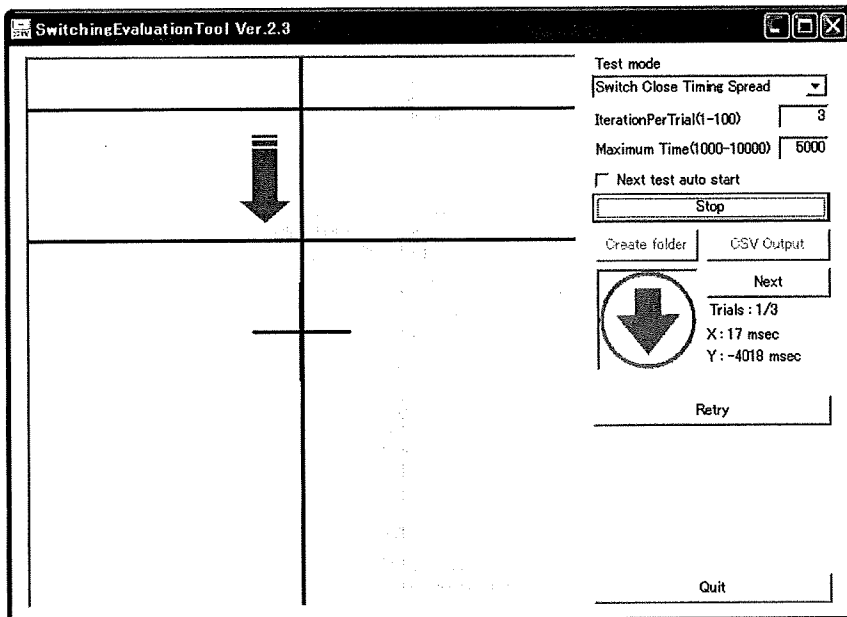 SwitchingEvaluationTool Ver.2.3
Test mode
Switch Close Timing Spread
IterationPerTrial(1-100) 3
Maximum Time(1000-10000) 5000
Next test auto start
Stop
Create folder CSV Output
Next
Trials : 1/3
X : 17 msec
Y : -4018 msec
Retry
Quit